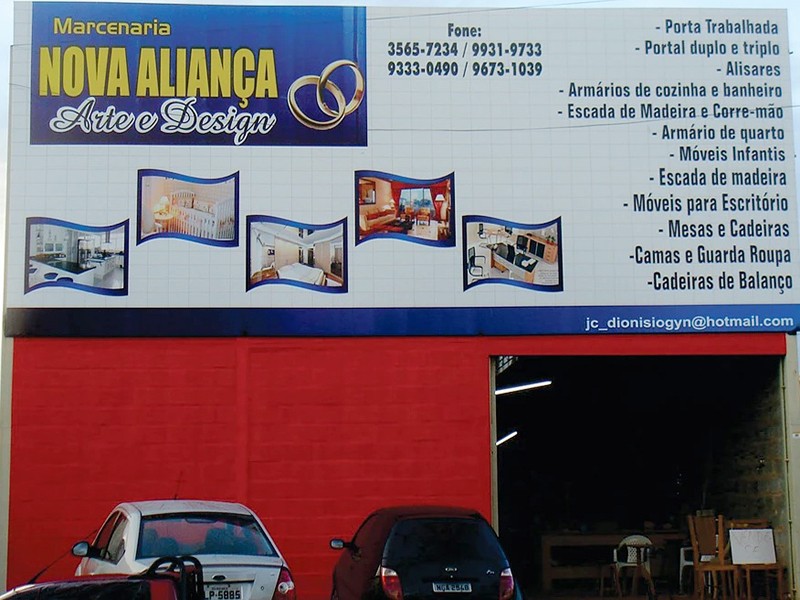 Marcenaria
NOVA ALIANÇA
Arte e Design
Fone:
3565-7234 / 9931-9733
9333-0490 / 9673-1039
- Porta Trabalhada
- Portal duplo e triplo
- Alisares
- Armários de cozinha e banheiro
- Escada de Madeira e Corre-mão
- Armário de quarto
- Móveis Infantis
- Escada de madeira
- Móveis para Escritório
- Mesas e Cadeiras
-Camas e Guarda Roupa
-Cadeiras de Balanço
jc_dionisiogyn@hotmail.com
LP-5885